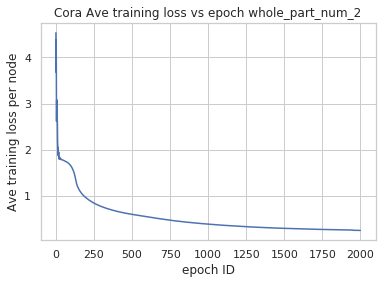 Cora Ave training loss vs epoch whole_part_num_2
Ave training loss per node
4
3
2
1
0 250 500 750 1000 1250 1500 1750 2000
epoch ID